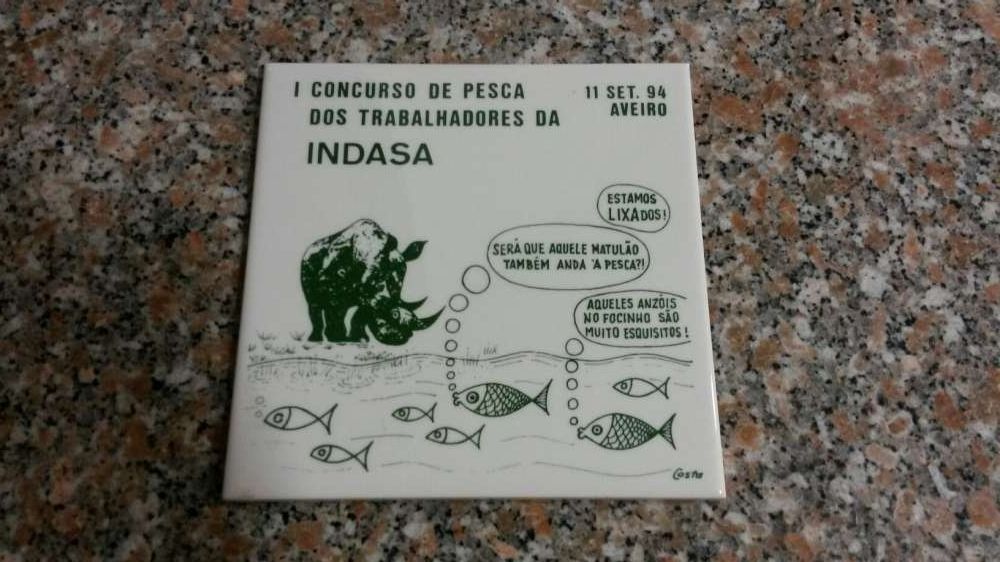 I CONCURSO DE PESCA
DOS TRABALHADORES DA
INDASA
11 SET. 94
AVEIRO
ESTAMOS
LIXADOS!
SERÁ QUE AQUELE MATULÃO
TAMBÉM ANDA 'A PESCA?!
AQUELES ANZÓIS
NO FOCINHO SÃO
MUITO ESQUISITOS!
Costa